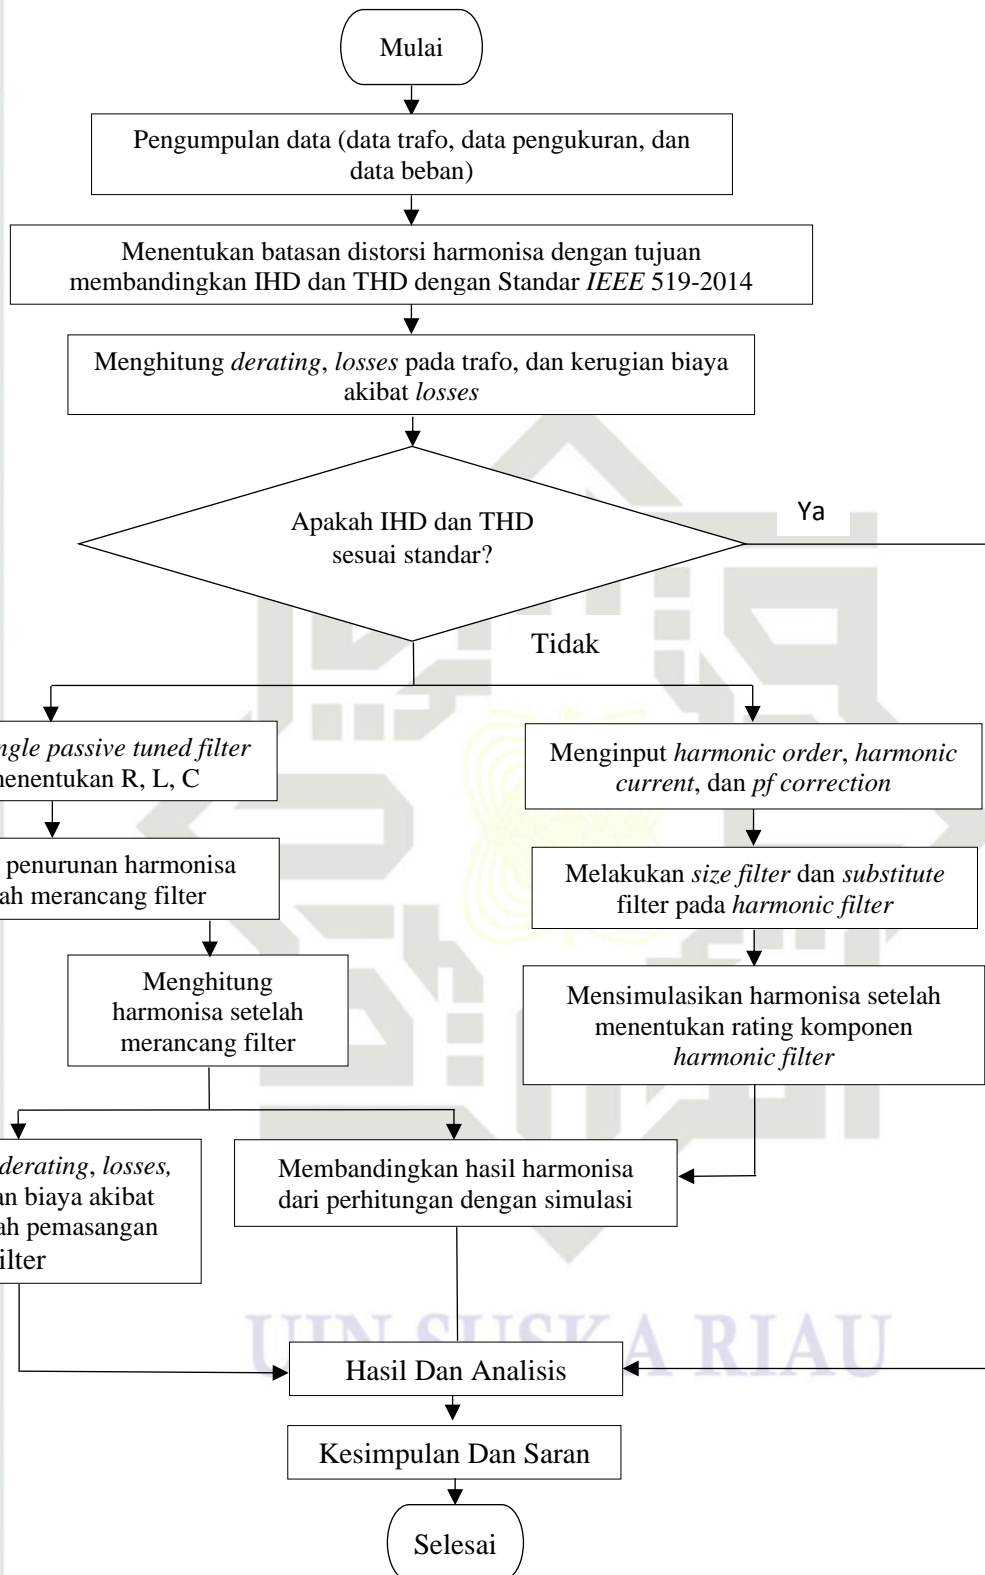 Mulai
Pengumpulan data (data trafo, data pengukuran, dan
data beban)
Menentukan batasan distorsi harmonisa dengan tujuan
membandingkan IHD dan THD dengan Standar IEEE 519-2014
Menghitung derating, losses pada trafo, dan kerugian biaya
akibat losses
Apakah IHD dan THD
sesuai standar?
Ya
Tidak
passive tuned filter
R, L, C
penurunan harmonisa
merancang filter
Menghitung
harmonisa setelah
merancang filter
derating, losses,
biaya akibat
pemasangan
Menginput harmonic order, harmonic
current, dan pf correction
Melakukan size filter dan substitute
filter pada harmonic filter
Mensimulasikan harmonisa setelah
menentukan rating komponen
harmonic filter
Membandingkan hasil harmonisa
dari perhitungan dengan simulasi
UIN SUSKA RIAU
Hasil Dan Analisis
Kesimpulan Dan Saran
Selesai